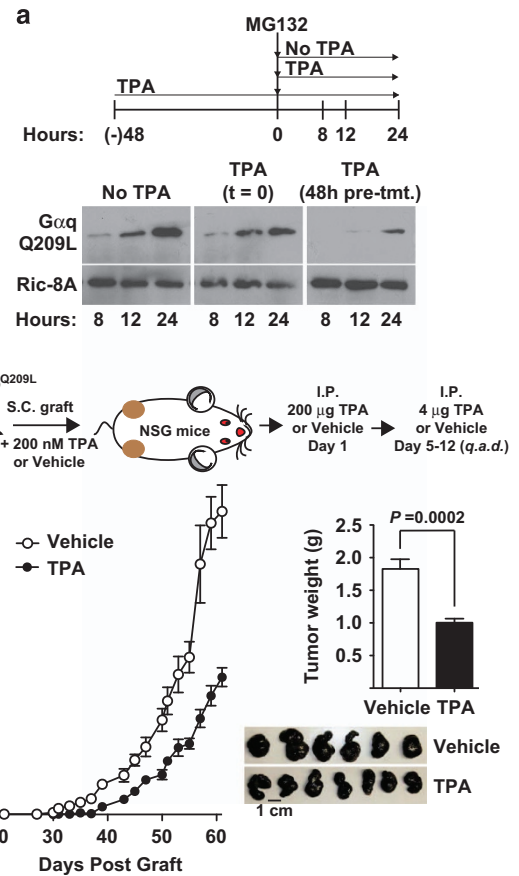 a
MG132
No TPA
TPA
TPA
Hours: (-)48 0 8 12 24
No TPA
TPA
(t = 0)
TPA
(48h pre-tmt.)
Gαq
Q209L
Ric-8A
Hours: 8 12 24 8 12 24 8 12 24
Q209L
S.C. graft
+ 200 nM TPA
or Vehicle
NSG mice
I.P.
200 μg TPA
or Vehicle
Day 1
I.P.
4 μg TPA
or Vehicle
Day 5-12 (q.a.d.)
Vehicle
TPA
30 40 50 60
Days Post Graft
P =0.0002
Tumor weight (g)
2.5
2.0
1.5
1.0
0.5
Vehicle TPA
Vehicle
TPA
1 cm